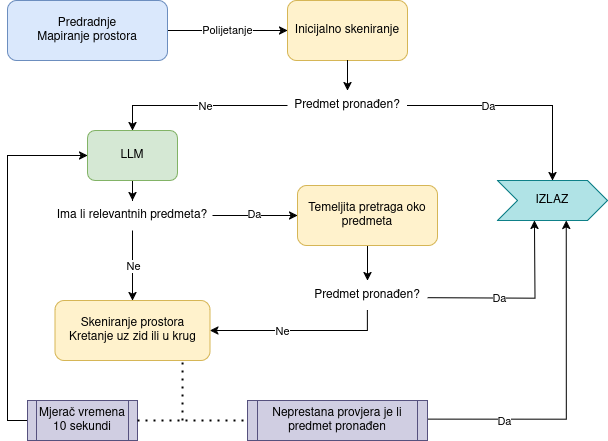 Predradnje
Mapiranje prostora
Polijetanje
Inicijalno skeniranje
Predmet pronađen?
Ne
Da
LLM
IZLAZ
Ima li relevantnih predmeta?
Da
Temeljita pretraga oko
predmeta
Ne
Predmet pronađen?
Da
Skeniranje prostora
Kretanje uz zid ili u krug
Ne
Mjerač vremena
10 sekundi
Neprestana provjera je li
predmet pronađen
Da